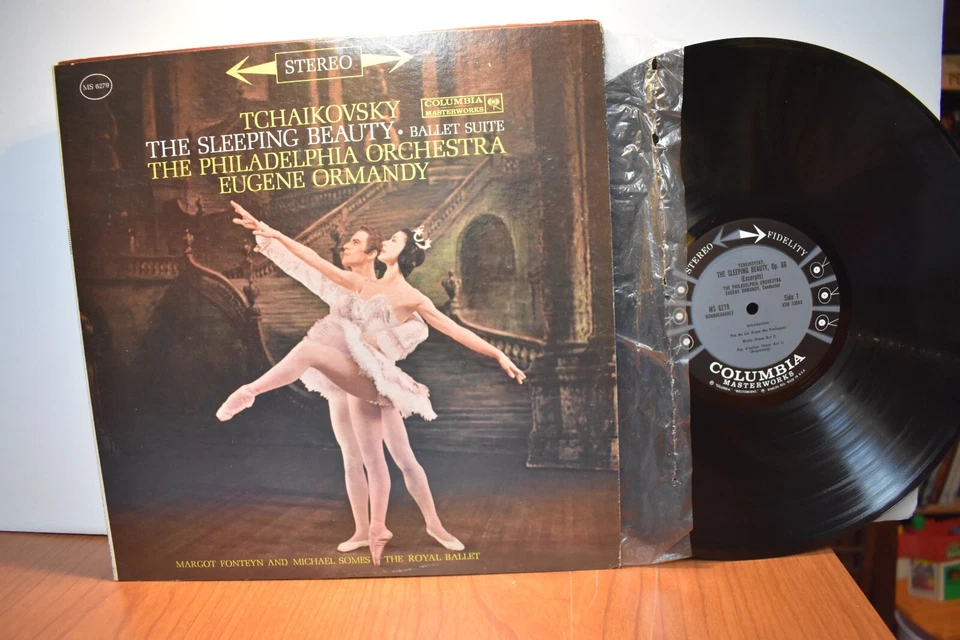 MS 6279
STEREO
TCHAIKOVSKY
COLUMBIA
MASTERWORKS
THE SLEEPING BEAUTY • BALLET SUITE
THE PHILADELPHIA ORCHESTRA
EUGENE ORMANDY
MARGOT FONTEYN AND MICHAEL SOMES THE ROYAL BALLET
STEREO FIDELITY
TCHAIKOVSKY:
THE SLEEPING BEAUTY, Op. 66
(Excerpts)
THE PHILADELPHIA ORCHESTRA
EUGENE ORMANDY, Conductor
MS 6279
NONBREAKABLE
Side 1
Introduction
COLUMBIA
MASTERWORKS